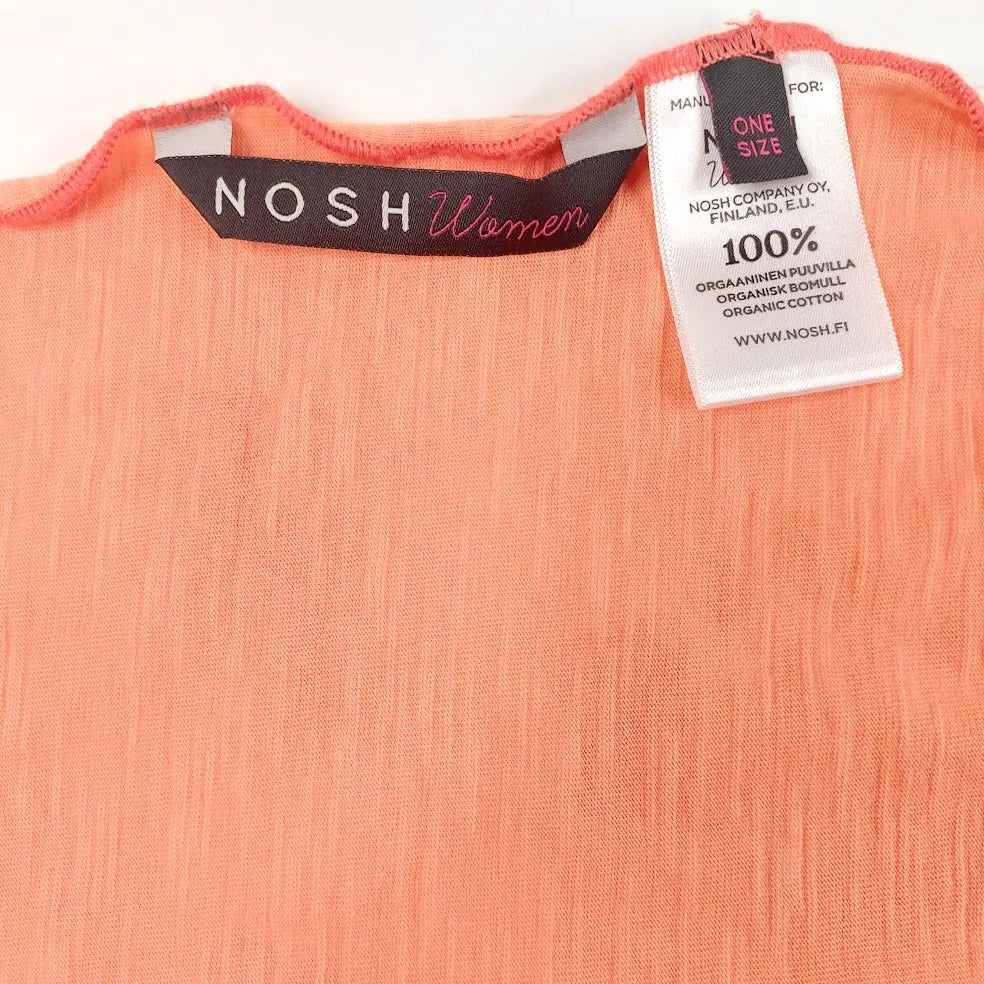 NOSH Women
FOR:
ONE
SIZE
NOSH COMPANY OY,
FINLAND, E.U.
100%
ORGAANINEN PUUVILLA
ORGANISK BOMULL
ORGANIC COTTON
WWW.NOSH.FI